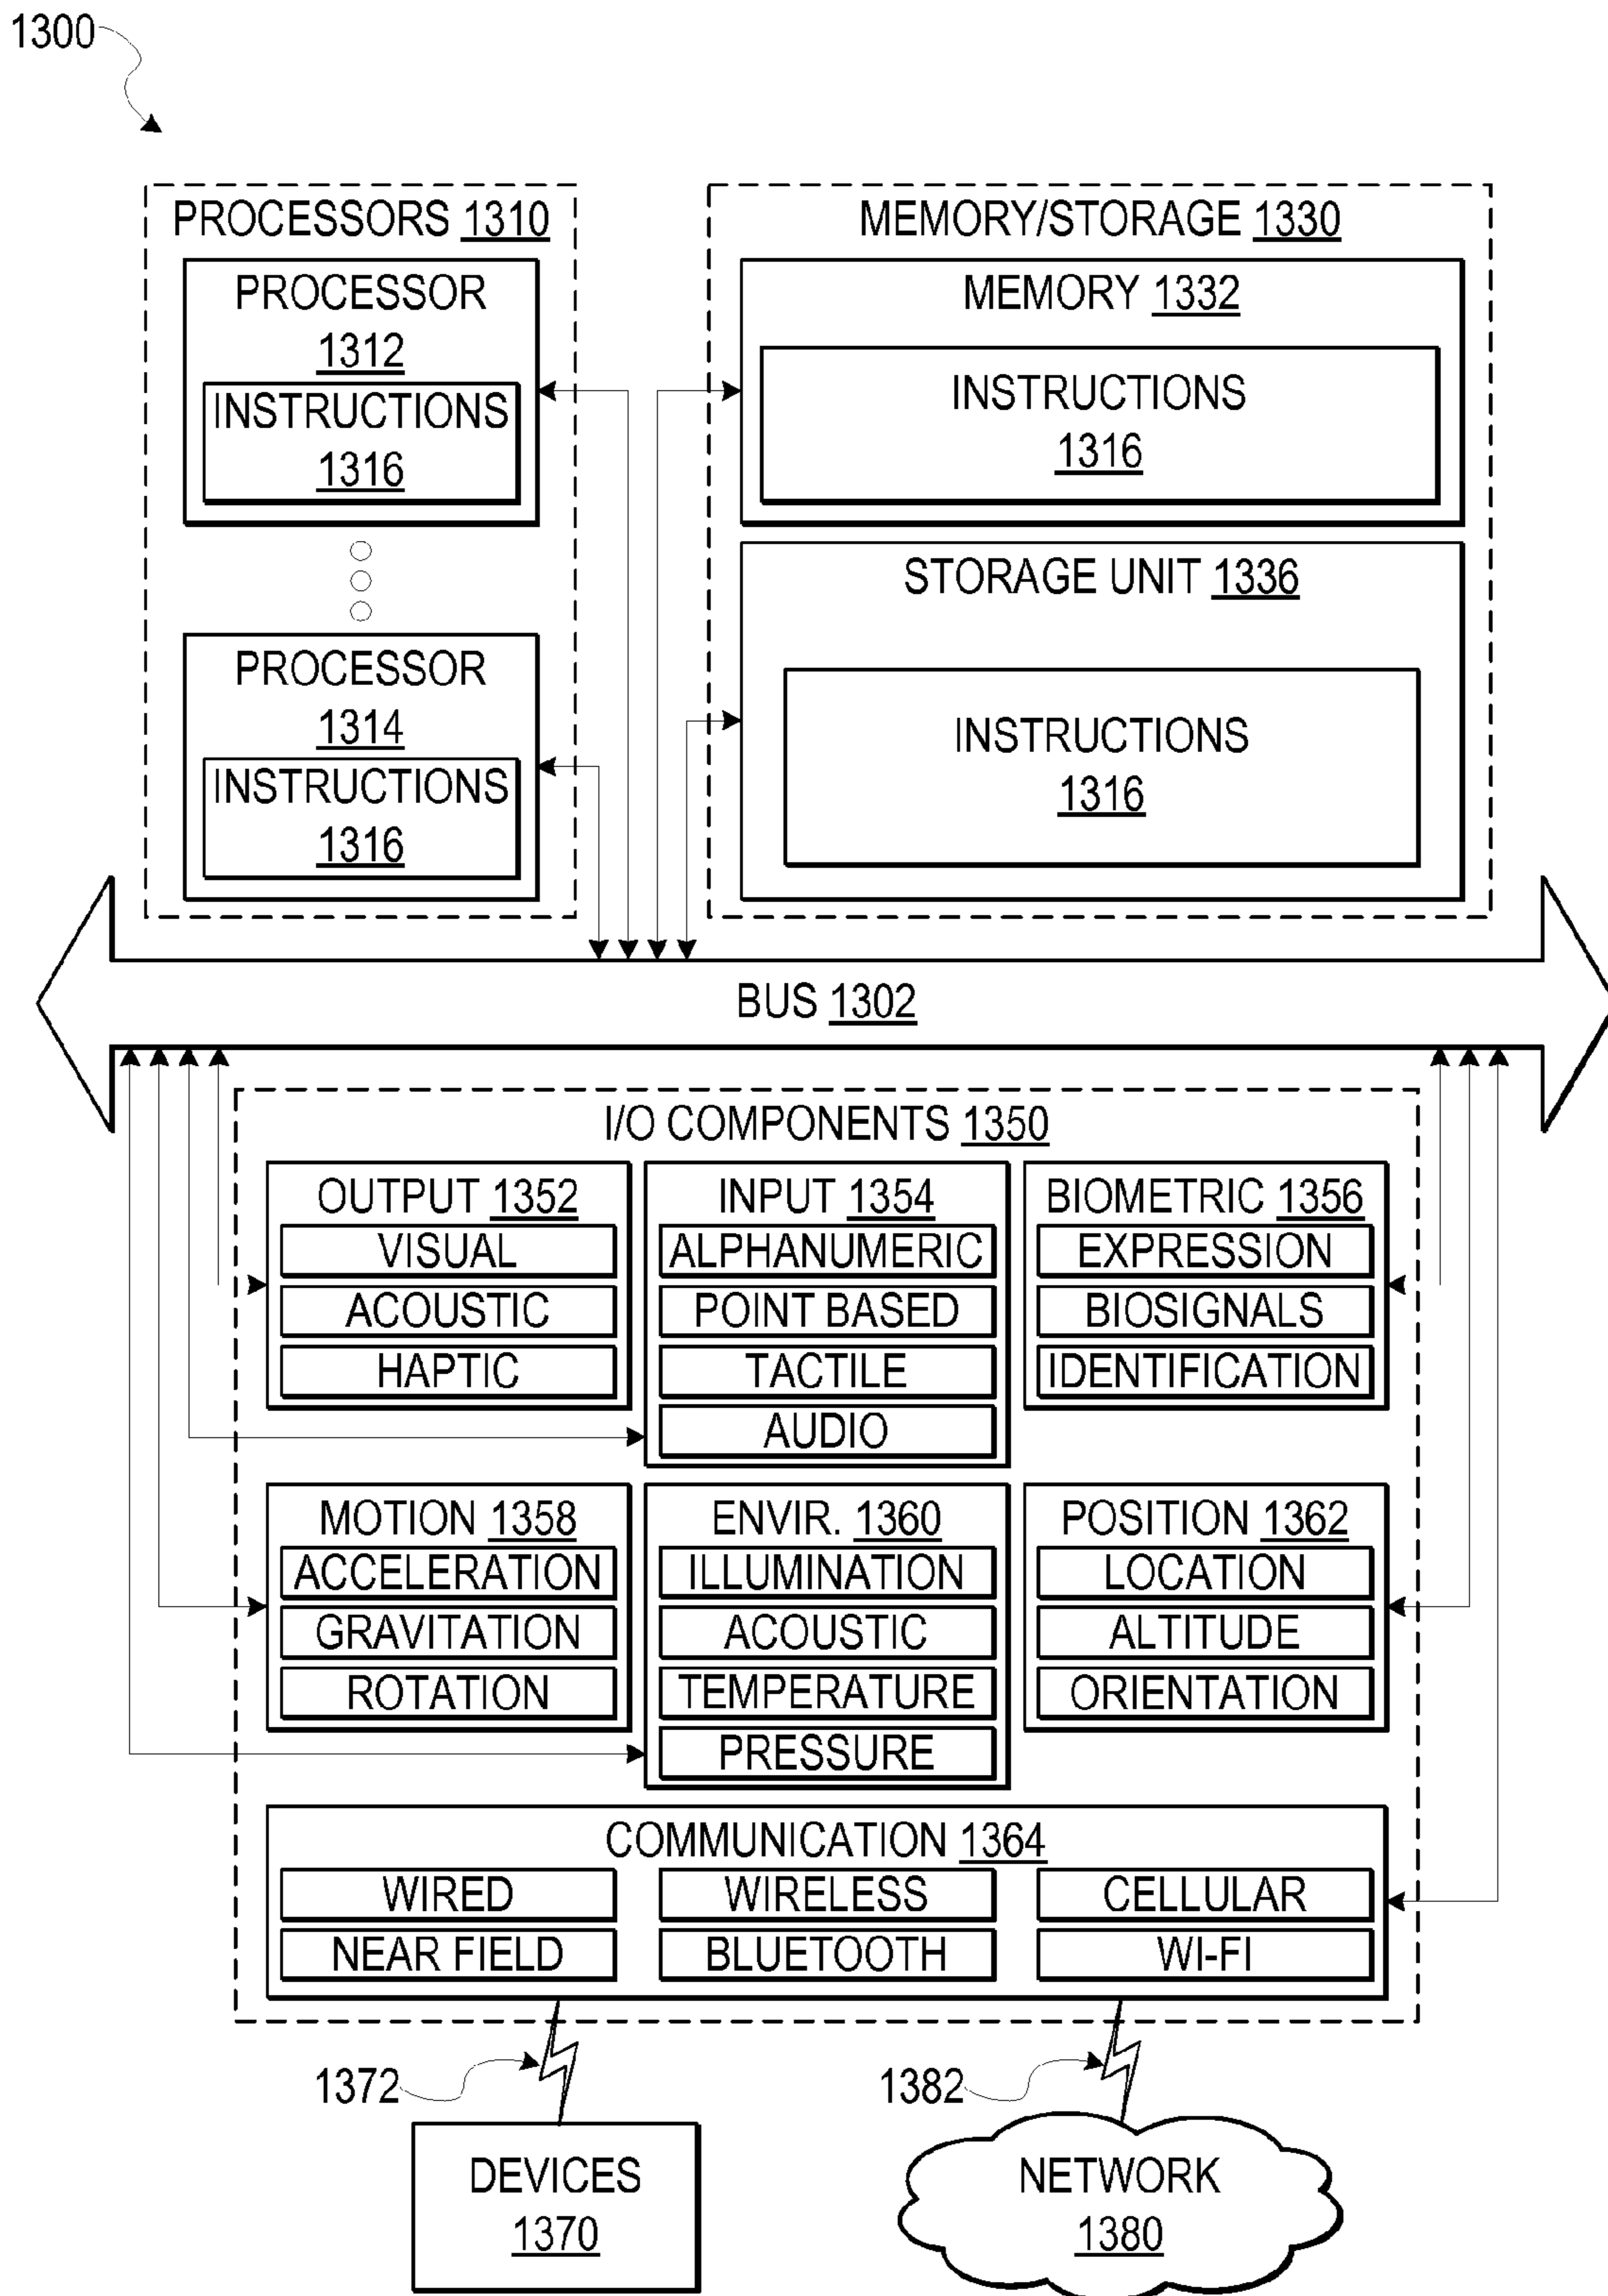 1300
PROCESSORS 1310
PROCESSOR
1312
INSTRUCTIONS
1316
PROCESSOR
1314
INSTRUCTIONS
1316
MEMORY/STORAGE 1330
MEMORY 1332
INSTRUCTIONS
1316
STORAGE UNIT 1336
INSTRUCTIONS
1316
BUS 1302
I/O COMPONENTS 1350
OUTPUT 1352
VISUAL
ACOUSTIC
HAPTIC
INPUT 1354
ALPHANUMERIC
POINT BASED
TACTILE
AUDIO
BIOMETRIC 1356
EXPRESSION
BIOSIGNALS
IDENTIFICATION
MOTION 1358
ACCELERATION
GRAVITATION
ROTATION
ENVIR. 1360
ILLUMINATION
ACOUSTIC
TEMPERATURE
PRESSURE
POSITION 1362
LOCATION
ALTITUDE
ORIENTATION
COMMUNICATION 1364
WIRED
WIRELESS
CELLULAR
NEAR FIELD
BLUETOOTH
WI-FI
1372
1382
DEVICES
1370
NETWORK
1380